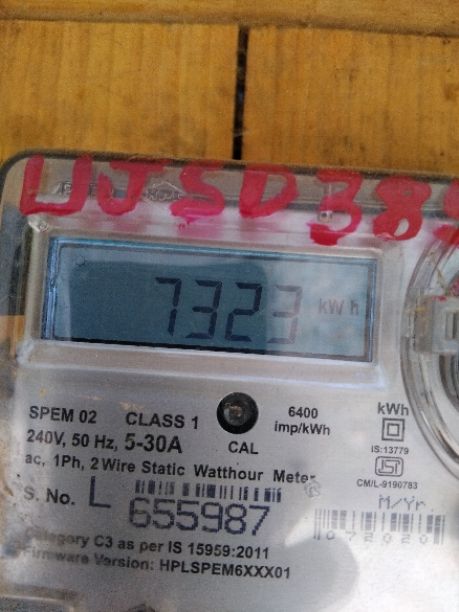 UJSD389
7323 kWh
SPEM 02 CLASS 1 6400 imp/kWh kWh
240V, 50 Hz, 5-30A CAL IS:13779
ac, 1Ph, 2 Wire Static Watthour Meter CM/L-9190783
S. No. L 655987 M/Yr.
072020
Category C3 as per IS 15959:2011
Firmware Version: HPLSPEM6XXX01